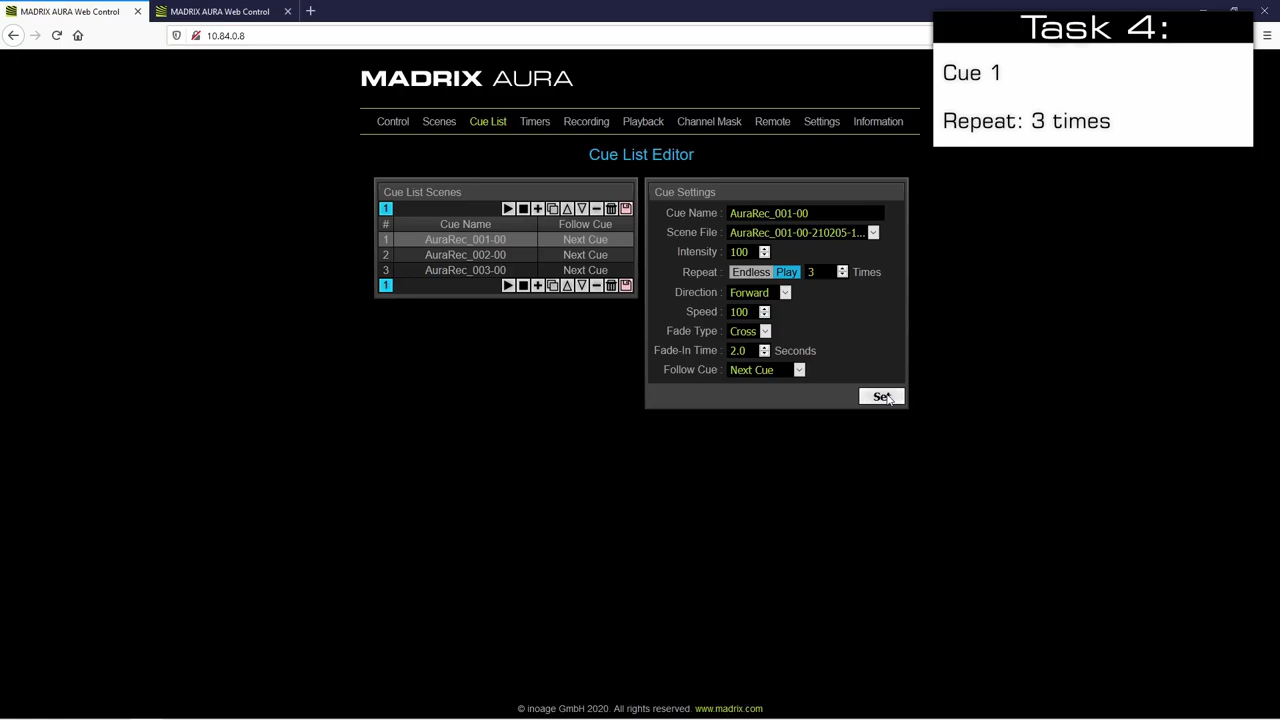 MADRIX AURA Web Control
MADRIX AURA Web Control
10.84.0.8
Task 4:
Cue 1
Repeat: 3 times
MADRIX AURA
Control Scenes Cue List Timers Recording Playback Channel Mask Remote Settings Information
Cue List Editor
Cue List Scenes
1
# Cue Name Follow Cue
1 AuraRec_001-00 Next Cue
2 AuraRec_002-00 Next Cue
3 AuraRec_003-00 Next Cue
1
Cue Settings
Cue Name : AuraRec_001-00
Scene File : AuraRec_001-00-210205-1...
Intensity : 100
Repeat : Endless Play 3 Times
Direction : Forward
Speed : 100
Fade Type : Cross
Fade-In Time : 2.0 Seconds
Follow Cue : Next Cue
Set
© inoage GmbH 2020. All rights reserved. www.madrix.com